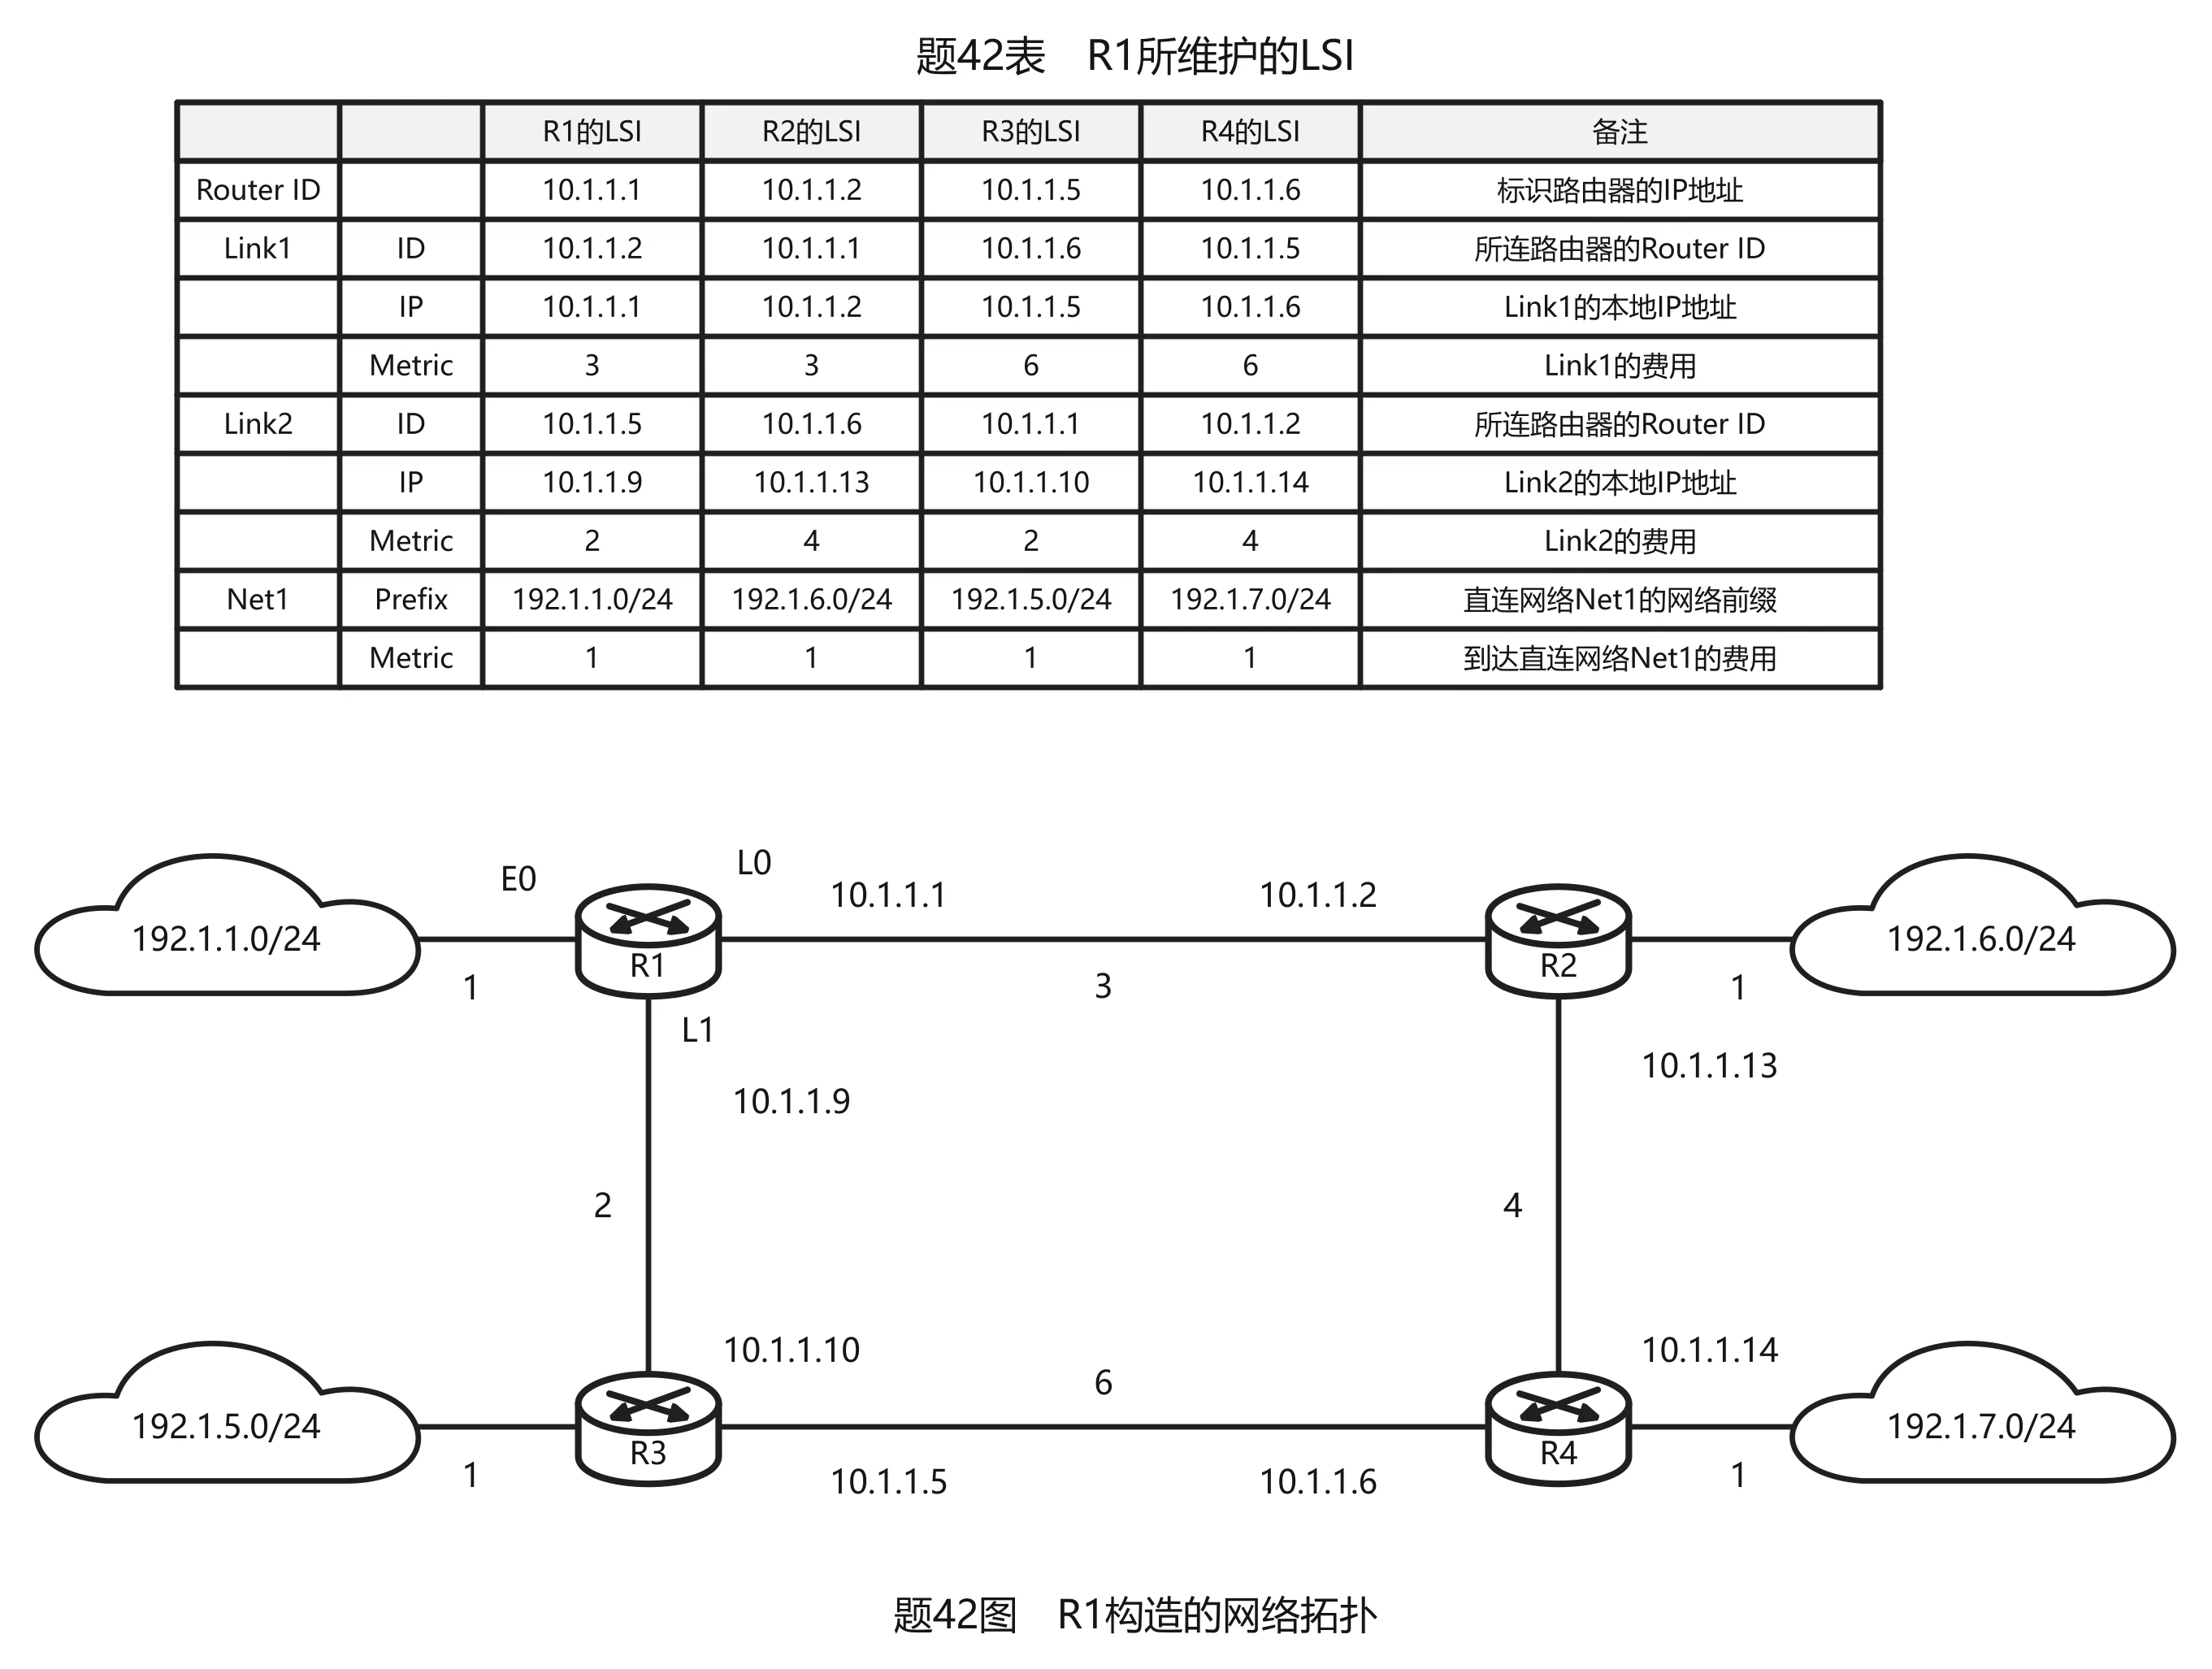 题42表 R1所维护的LSI
R1的LSI R2的LSI R3的LSI R4的LSI 备注
Router ID 10.1.1.1 10.1.1.2 10.1.1.5 10.1.1.6 标识路由器的IP地址
Link1 ID 10.1.1.2 10.1.1.1 10.1.1.6 10.1.1.5 所连路由器的Router ID
IP 10.1.1.1 10.1.1.2 10.1.1.5 10.1.1.6 Link1的本地IP地址
Metric 3 3 6 6 Link1的费用
Link2 ID 10.1.1.5 10.1.1.6 10.1.1.1 10.1.1.2 所连路由器的Router ID
IP 10.1.1.9 10.1.1.13 10.1.1.10 10.1.1.14 Link2的本地IP地址
Metric 2 4 2 4 Link2的费用
Net1 Prefix 192.1.1.0/24 192.1.6.0/24 192.1.5.0/24 192.1.7.0/24 直连网络Net1的网络前缀
Metric 1 1 1 1 到达直连网络Net1的费用
E0 L0 10.1.1.1 10.1.1.2
192.1.1.0/24 R1 R2 192.1.6.0/24
1 3 1
L1 10.1.1.13
10.1.1.9
2 4
10.1.1.10 6 10.1.1.14
192.1.5.0/24 R3 R4 192.1.7.0/24
1 10.1.1.5 10.1.1.6 1
题42图 R1构造的网络拓扑